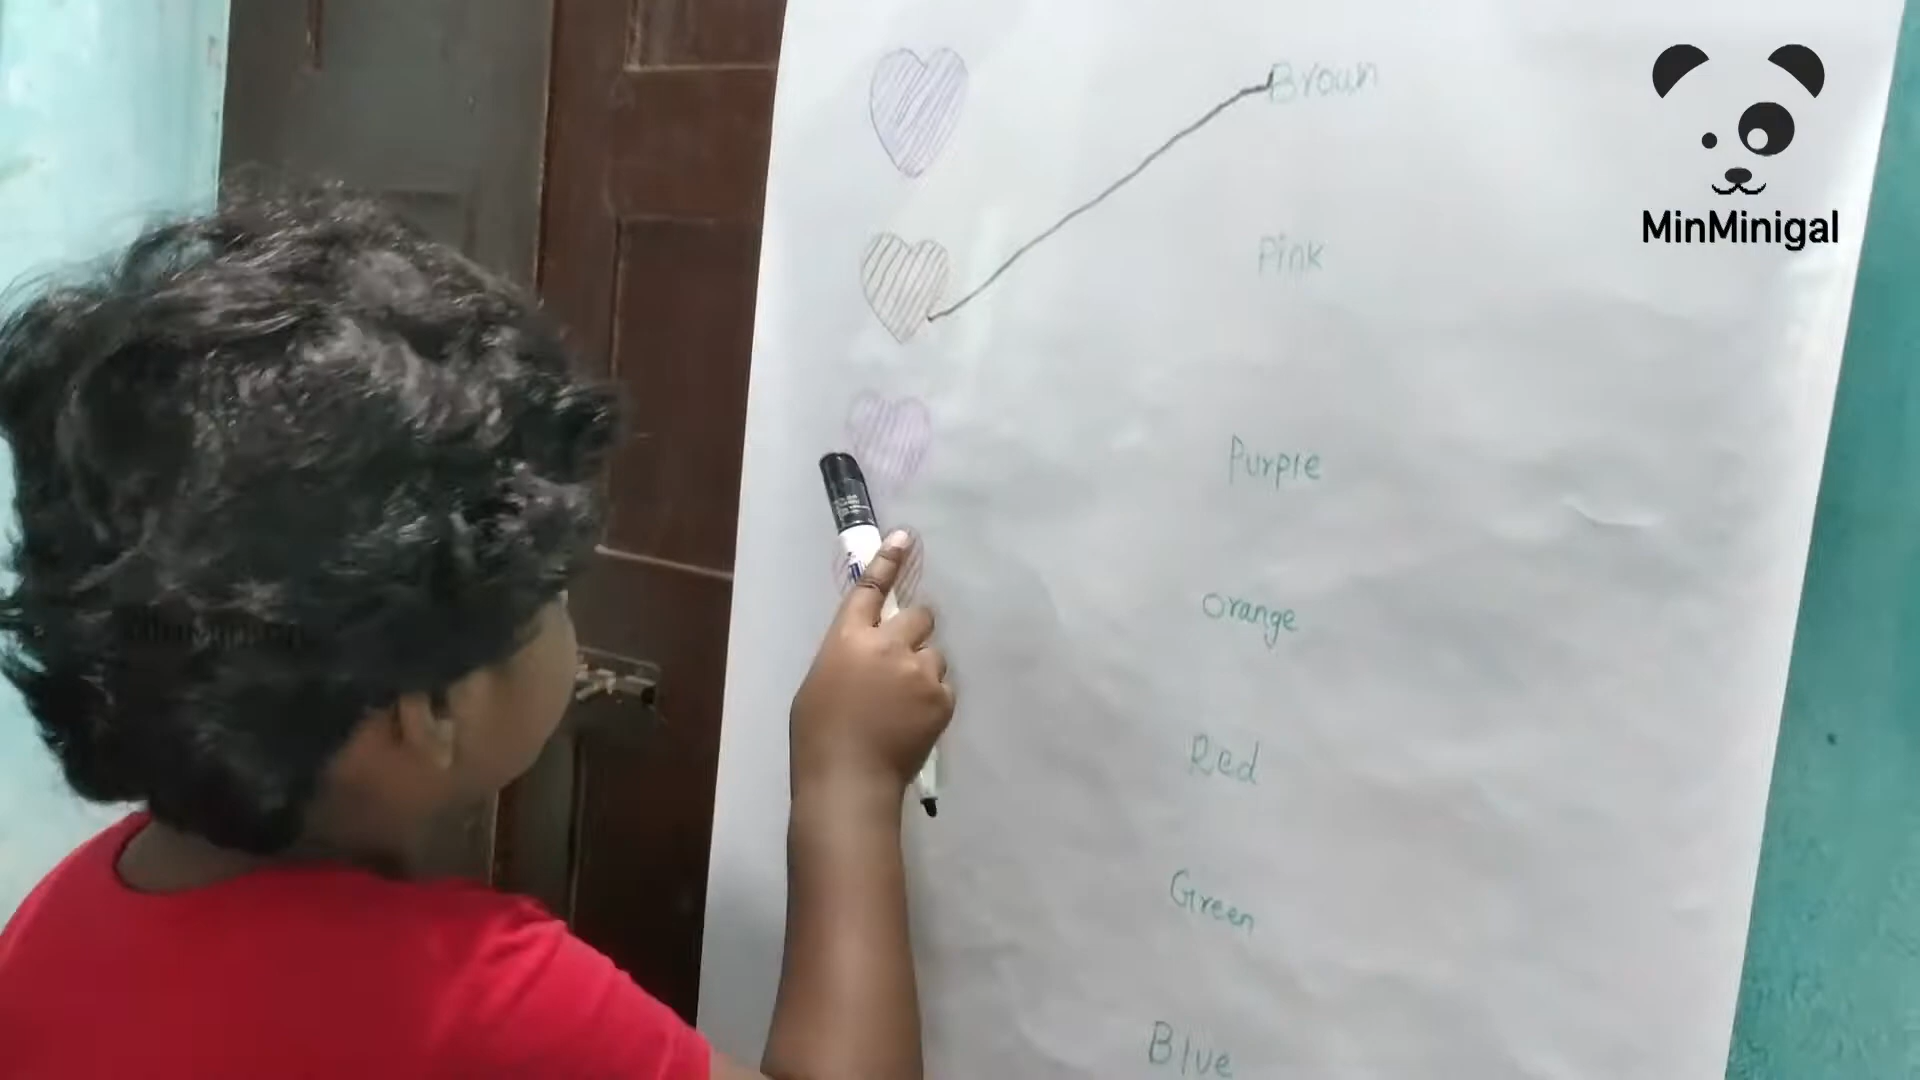 Brown
MinMinigal
Pink
Purple
Orange
Red
Green
Blue